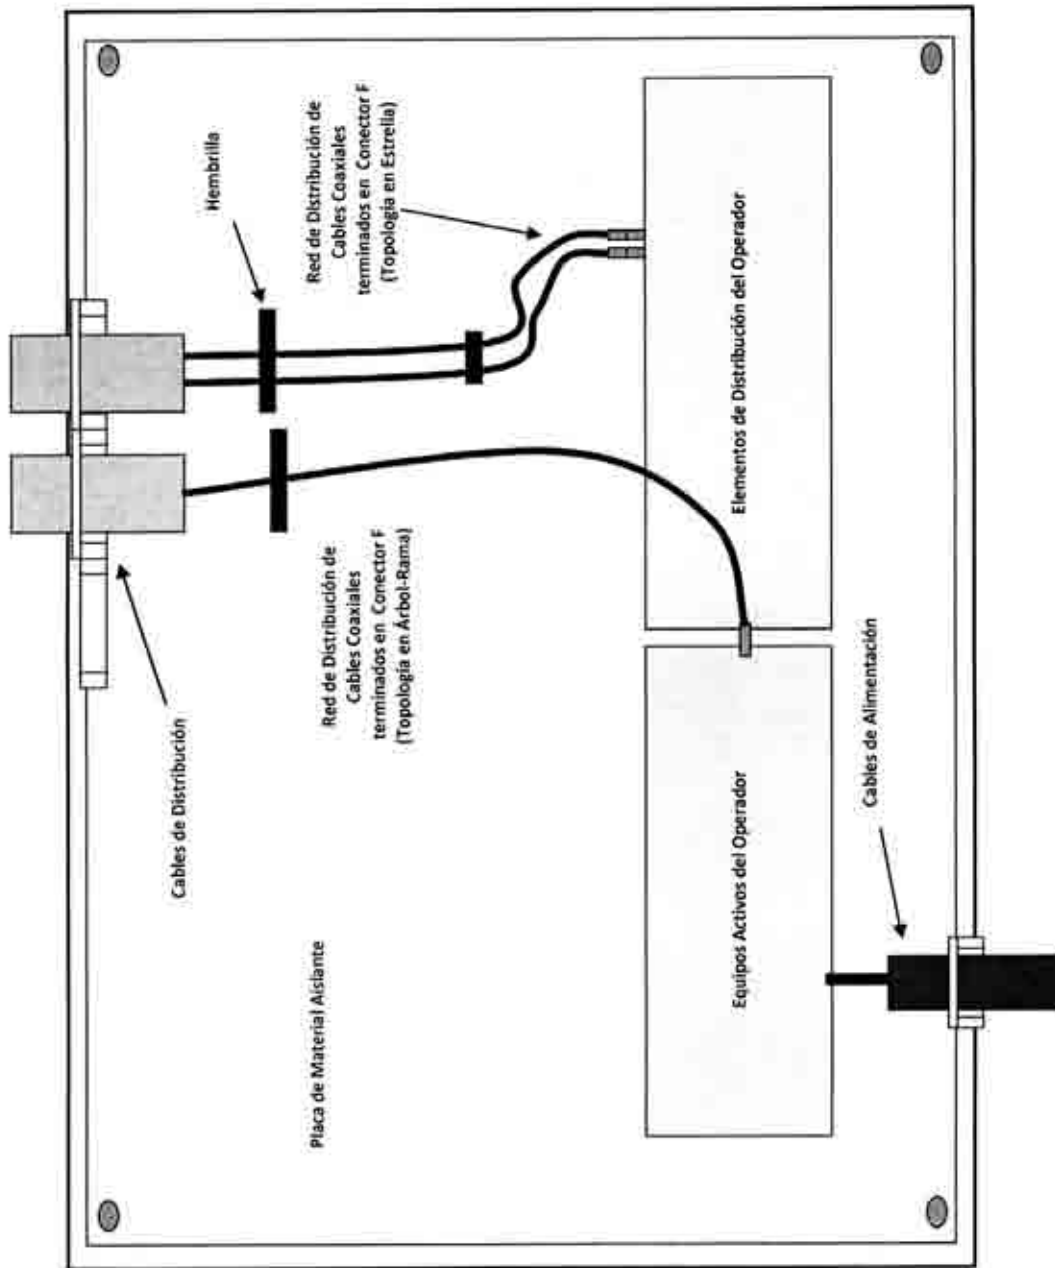 Hembrilla
Red de Distribución de
Cables Coaxiales
terminados en Conector F
(Topología en Estrella)
Elementos de Distribución del Operador
Red de Distribución de
Cables Coaxiales
terminados en Conector F
(Topología en Árbol-Rama)
Cables de Distribución
Cables de Alimentación
Equipos Activos del Operador
Placa de Material Aislante